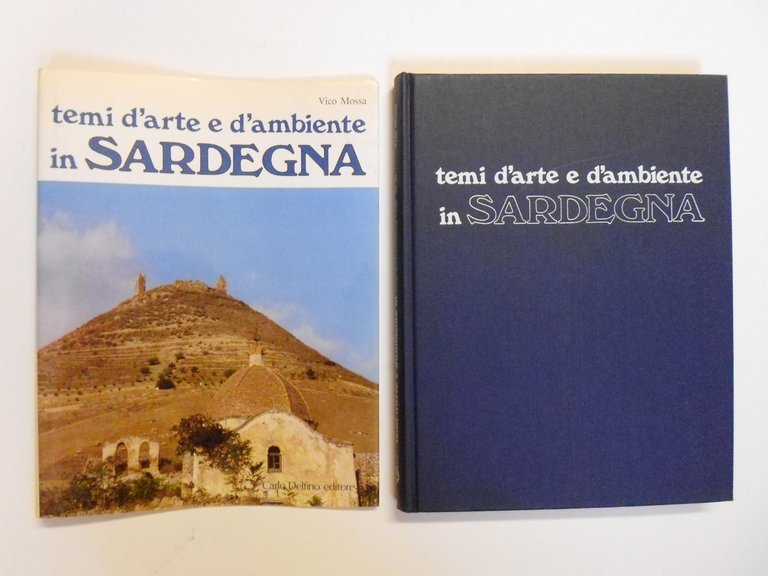 Vico Mossa
temi d'arte e d'ambiente
in SARDEGNA
Carlo Delfino editore
temi d'arte e d'ambiente
in SARDEGNA